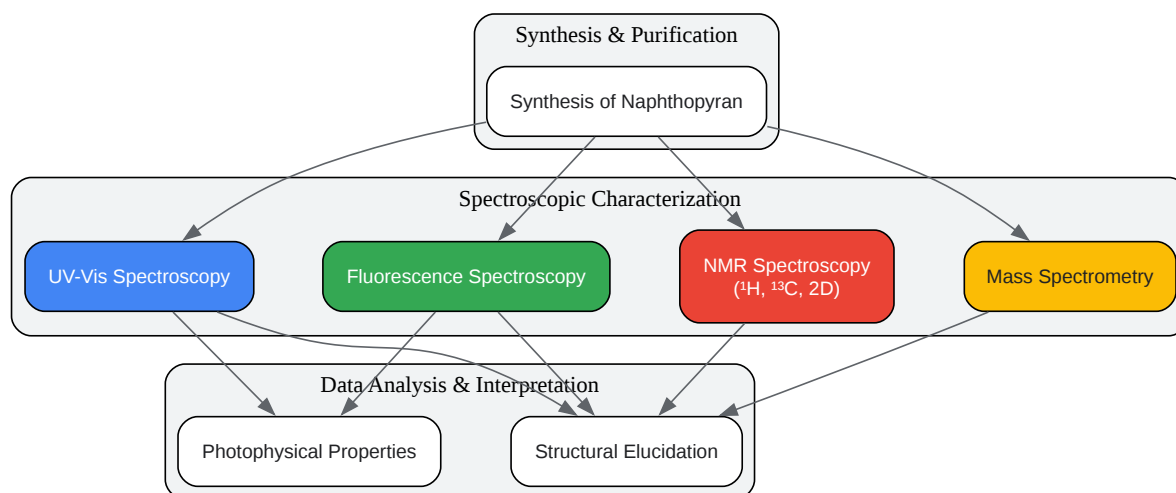 Synthesis & Purification
Synthesis of Naphthopyran
Spectroscopic Characterization
UV-Vis Spectroscopy
Fluorescence Spectroscopy
NMR Spectroscopy
(¹H, ¹³C, 2D)
Mass Spectrometry
Data Analysis & Interpretation
Photophysical Properties
Structural Elucidation